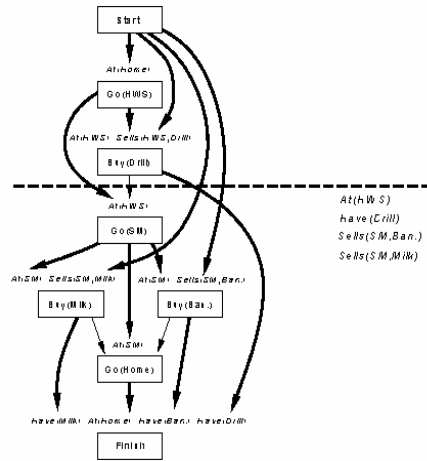 Start
At(Home)
Go(HWS)
At(HWS) Sells(HWS,Drill)
Buy(Drill)
At(HWS)
At(HWS)
Have(Drill)
Go(SM)
Sells(SM,Ban.)
Sells(SM,Milk)
At(SM) Sells(SM,Milk) At(SM) Sells(SM,Ban.)
Buy(Milk) Buy(Ban.)
At(SM)
Go(Home)
Have(Milk) At(Home) Have(Ban.) Have(Drill)
Finish